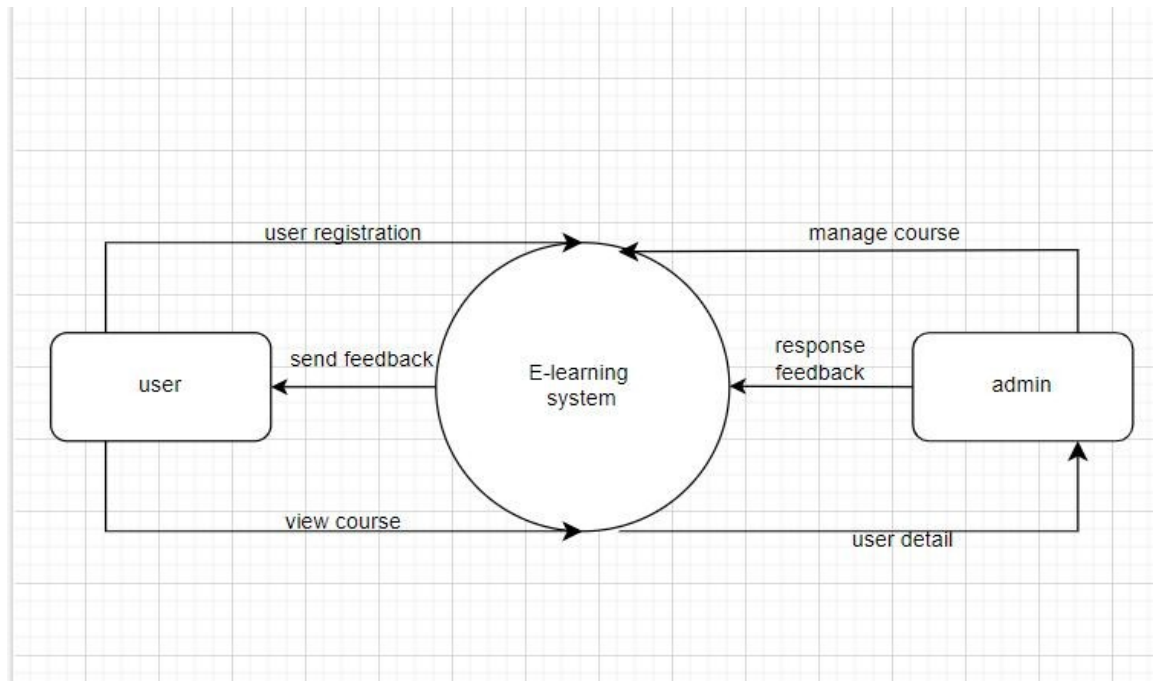 user registration
manage course
send feedback
response
feedback
user
E-learning
system
admin
view course
user detail